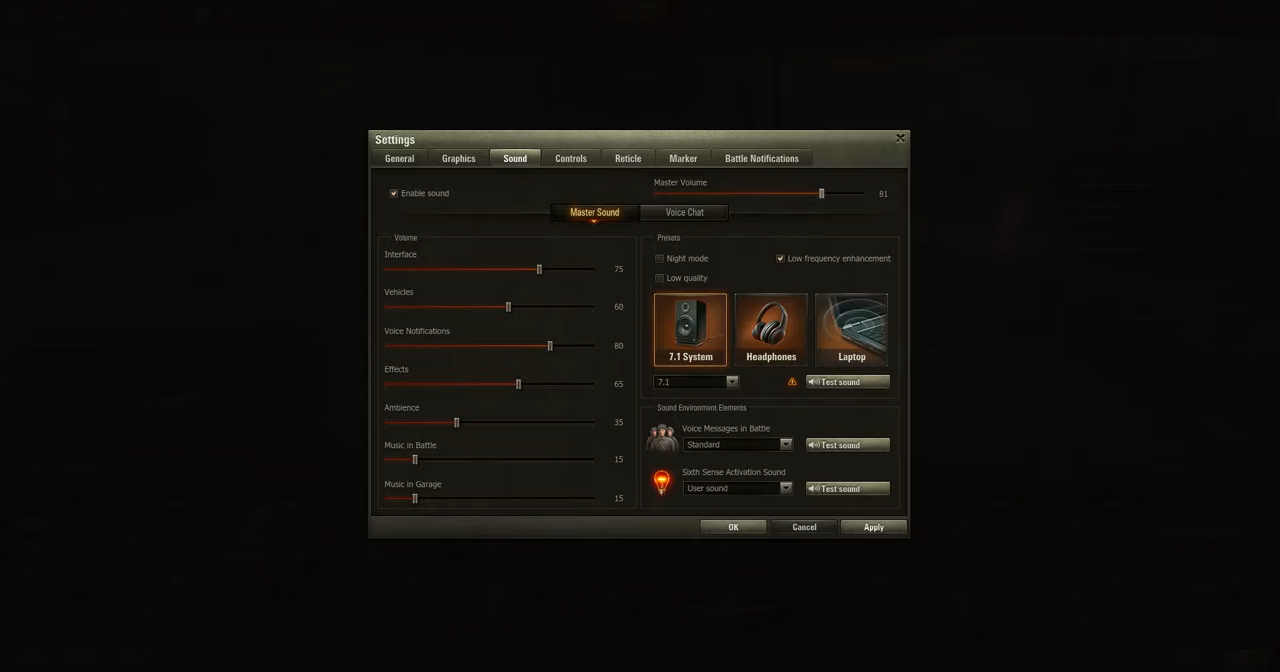 Settings
General Graphics Sound Controls Reticle Marker Battle Notifications
Enable sound
Master Volume
81
Master Sound Voice Chat
Volume
Interface
75
Vehicles
60
Voice Notifications
80
Effects
65
Ambience
35
Music in Battle
15
Music in Garage
15
Presets
Night mode Low frequency enhancement
Low quality
7.1 System Headphones Laptop
7.1 Test sound
Sound Environment Elements
Voice Messages in Battle
Standard Test sound
Sixth Sense Activation Sound
User sound Test sound
OK Cancel Apply